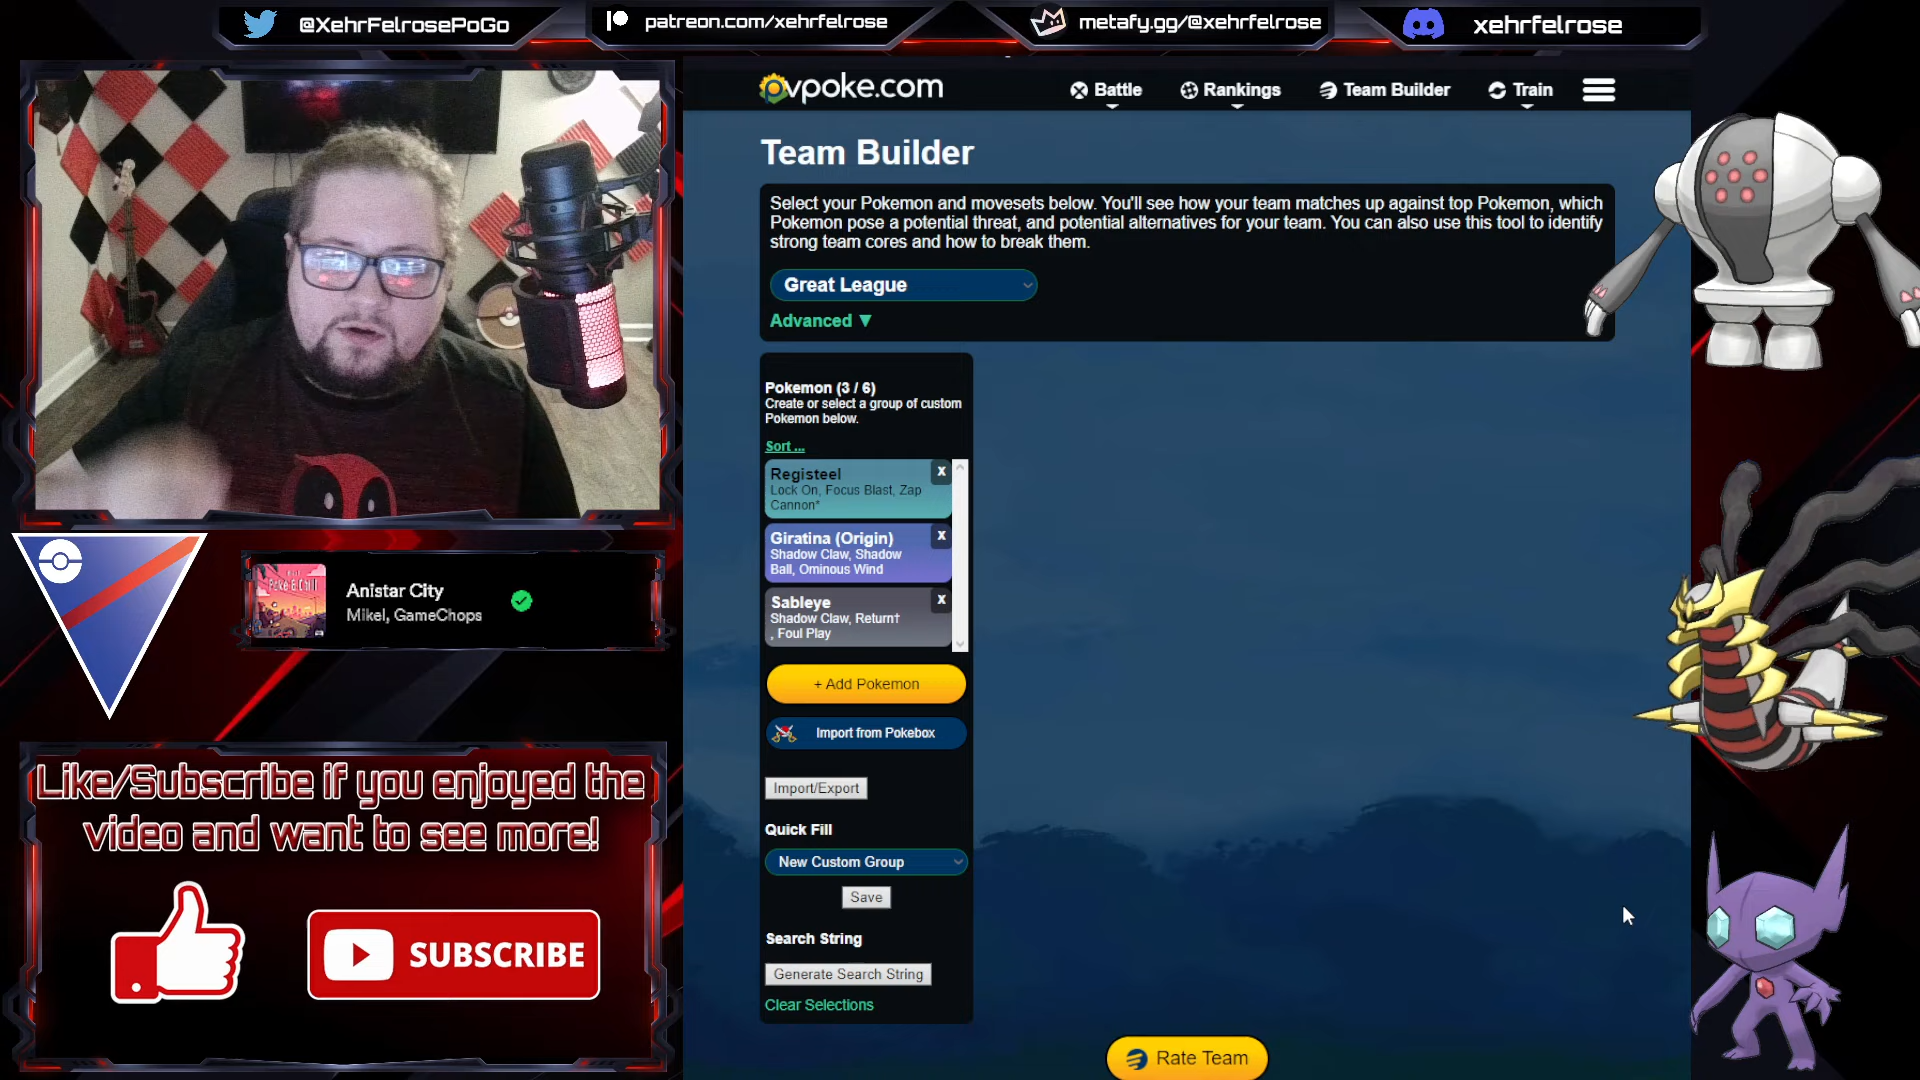 @XehrFelrosePoGo
patreon.com/xehrfelrose
metafy.gg/@xehrfelrose
xehrfelrose
pvpoke.com
Battle
Rankings
Team Builder
Train
Team Builder
Select your Pokemon and movesets below. You'll see how your team matches up against top Pokemon, which
Pokemon pose a potential threat, and potential alternatives for your team. You can also use this tool to identify
strong team cores and how to break them.
Great League
Advanced ▼
Pokemon (3 / 6)
Create or select a group of custom
Pokemon below.
Sort ...
Registeel
x
Lock On, Focus Blast, Zap
Cannon*
Giratina (Origin)
x
Shadow Claw, Shadow
Ball, Ominous Wind
Sableye
x
Shadow Claw, Return†
, Foul Play
+ Add Pokemon
Import from Pokebox
Import/Export
Quick Fill
New Custom Group
Save
Search String
Generate Search String
Clear Selections
Rate Team
Anistar City
Mikel, GameChops
Like/Subscribe if you enjoyed the
video and want to see more!
SUBSCRIBE